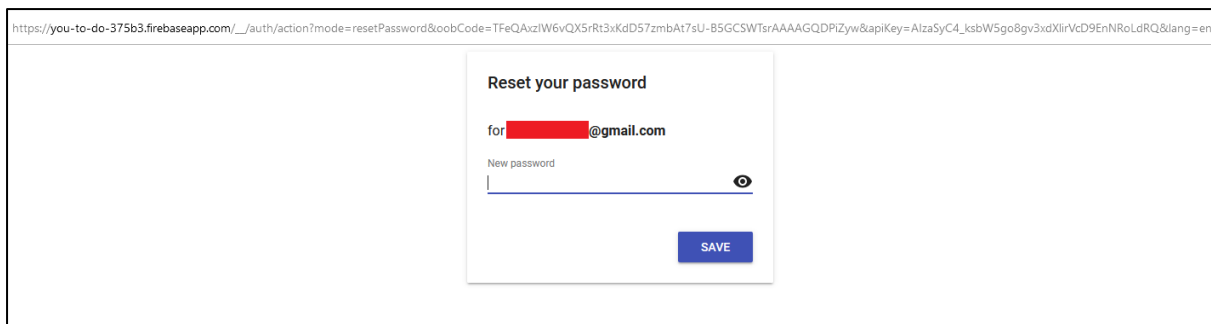 https://you-to-do-375b3.firebaseapp.com/__/auth/action?mode=resetPassword&oobCode=TFeQAxzIW6vQX5rRt3xKdD57zmbAt7sU-B5GCSWTsrAAAAGQDPiZyw&apiKey=AIzaSyC4_ksbW5go8gv3xdXlirVcD9EnNRoLdRQ&lang=en
Reset your password
for @gmail.com
New password
SAVE